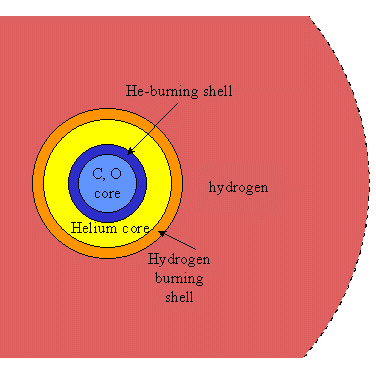 He-burning shell
C, O
core
hydrogen
Helium core
Hydrogen
burning
shell